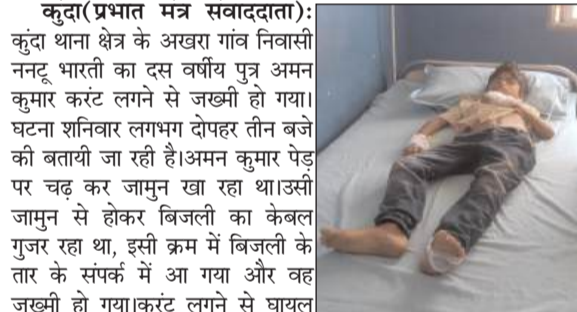 कुंदा(प्रभात मंत्र संवाददाता):
कुंदा थाना क्षेत्र के अखरा गांव निवासी
ननटू भारती का दस वर्षीय पुत्र अमन
कुमार करंट लगने से जख्मी हो गया।
घटना शनिवार लगभग दोपहर तीन बजे
की बतायी जा रही है।अमन कुमार पेड़
पर चढ़ कर जामुन खा रहा था।उसी
जामुन से होकर बिजली का केबल
गुजर रहा था, इसी क्रम में बिजली के
तार के संपर्क में आ गया और वह
जख्मी हो गया।करंट लगने से घायल